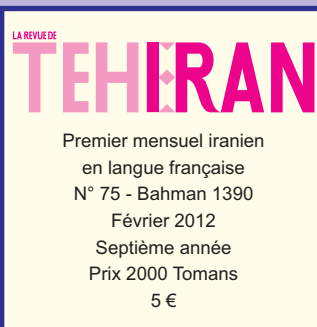 LA REVUE DE
TEHERAN
Premier mensuel iranien
en langue française
N° 75 - Bahman 1390
Février 2012
Septième année
Prix 2000 Tomans
5 €